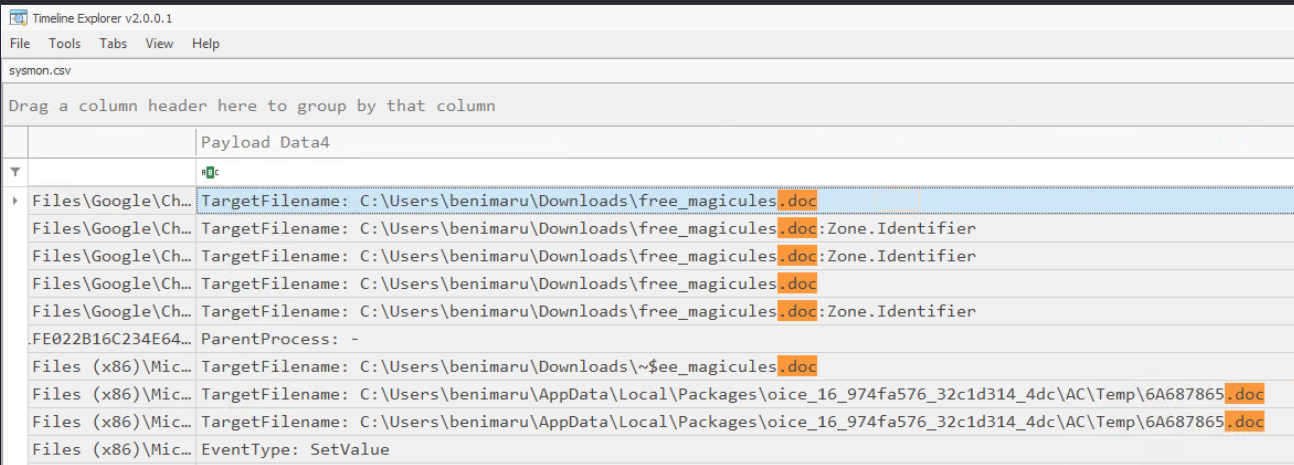 Timeline Explorer v2.0.0.1
File Tools Tabs View Help
sysmon.csv
Drag a column header here to group by that column
Payload Data4
ABC
Files\Google\Ch… TargetFilename: C:\Users\benimaru\Downloads\free_magicules.doc
Files\Google\Ch… TargetFilename: C:\Users\benimaru\Downloads\free_magicules.doc:Zone.Identifier
Files\Google\Ch… TargetFilename: C:\Users\benimaru\Downloads\free_magicules.doc:Zone.Identifier
Files\Google\Ch… TargetFilename: C:\Users\benimaru\Downloads\free_magicules.doc
Files\Google\Ch… TargetFilename: C:\Users\benimaru\Downloads\free_magicules.doc:Zone.Identifier
FE022B16C234E64… ParentProcess: -
Files (x86)\Mic… TargetFilename: C:\Users\benimaru\Downloads\~$ee_magicules.doc
Files (x86)\Mic… TargetFilename: C:\Users\benimaru\AppData\Local\Packages\oice_16_974fa576_32c1d314_4dc\AC\Temp\6A687865.doc
Files (x86)\Mic… TargetFilename: C:\Users\benimaru\AppData\Local\Packages\oice_16_974fa576_32c1d314_4dc\AC\Temp\6A687865.doc
Files (x86)\Mic… EventType: SetValue